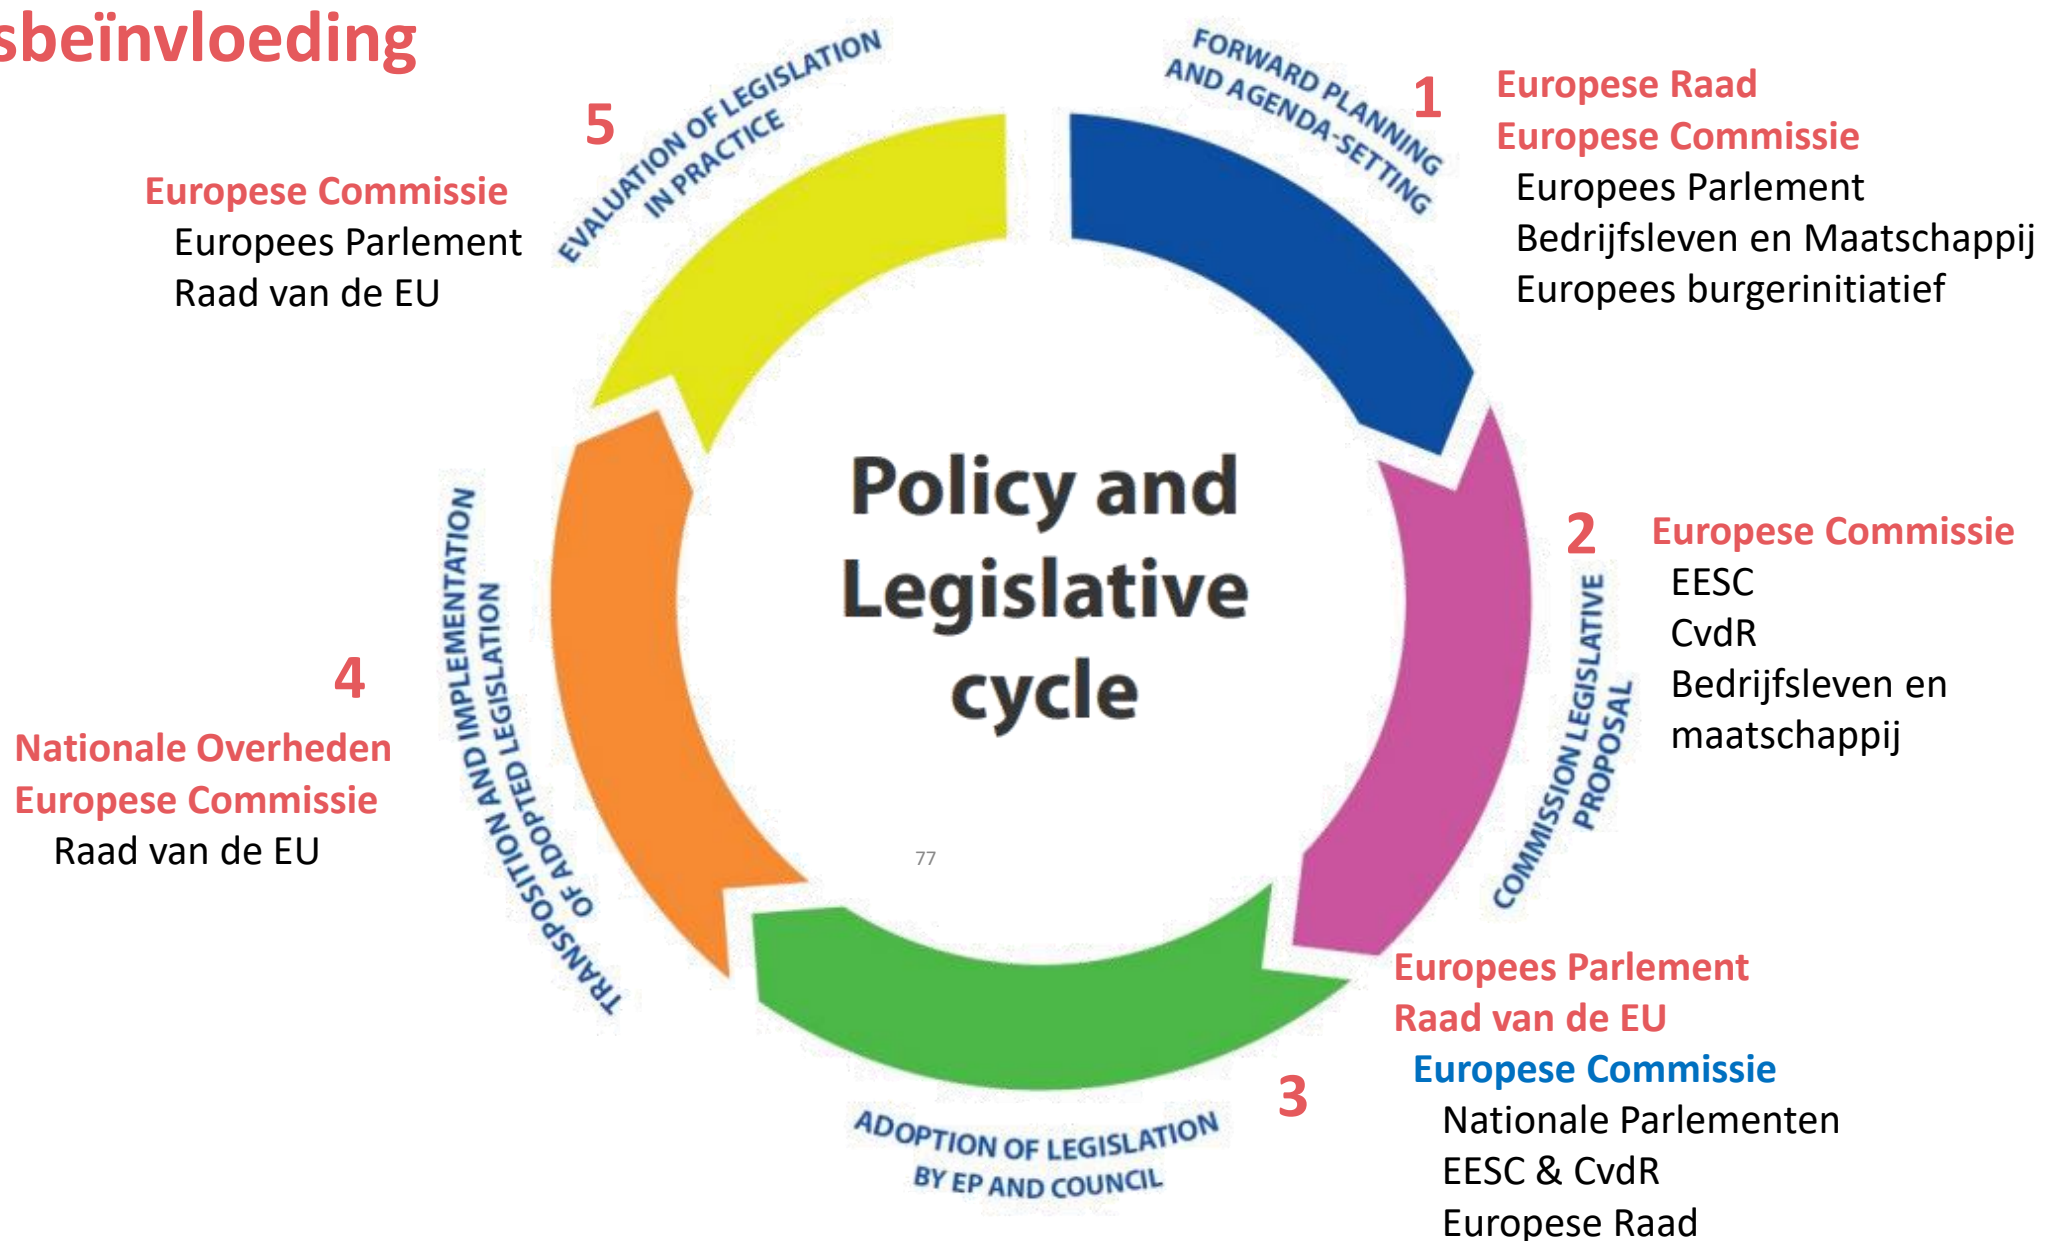 sbeïnvloeding
FORWARD PLANNING
AND AGENDA-SETTING
1
Europese Raad
Europese Commissie
Europees Parlement
Bedrijfsleven en Maatschappij
Europees burgerinitiatief
2
Europese Commissie
EESC
CvdR
Bedrijfsleven en
maatschappij
COMMISSION LEGISLATIVE
PROPOSAL
Europees Parlement
Raad van de EU
Europese Commissie
Nationale Parlementen
EESC & CvdR
Europese Raad
3
ADOPTION OF LEGISLATION
BY EP AND COUNCIL
4
Nationale Overheden
Europese Commissie
Raad van de EU
TRANSPOSITION AND IMPLEMENTATION
OF ADOPTED LEGISLATION
5
EVALUATION OF LEGISLATION
IN PRACTICE
Europese Commissie
Europees Parlement
Raad van de EU
Policy and
Legislative
cycle
77